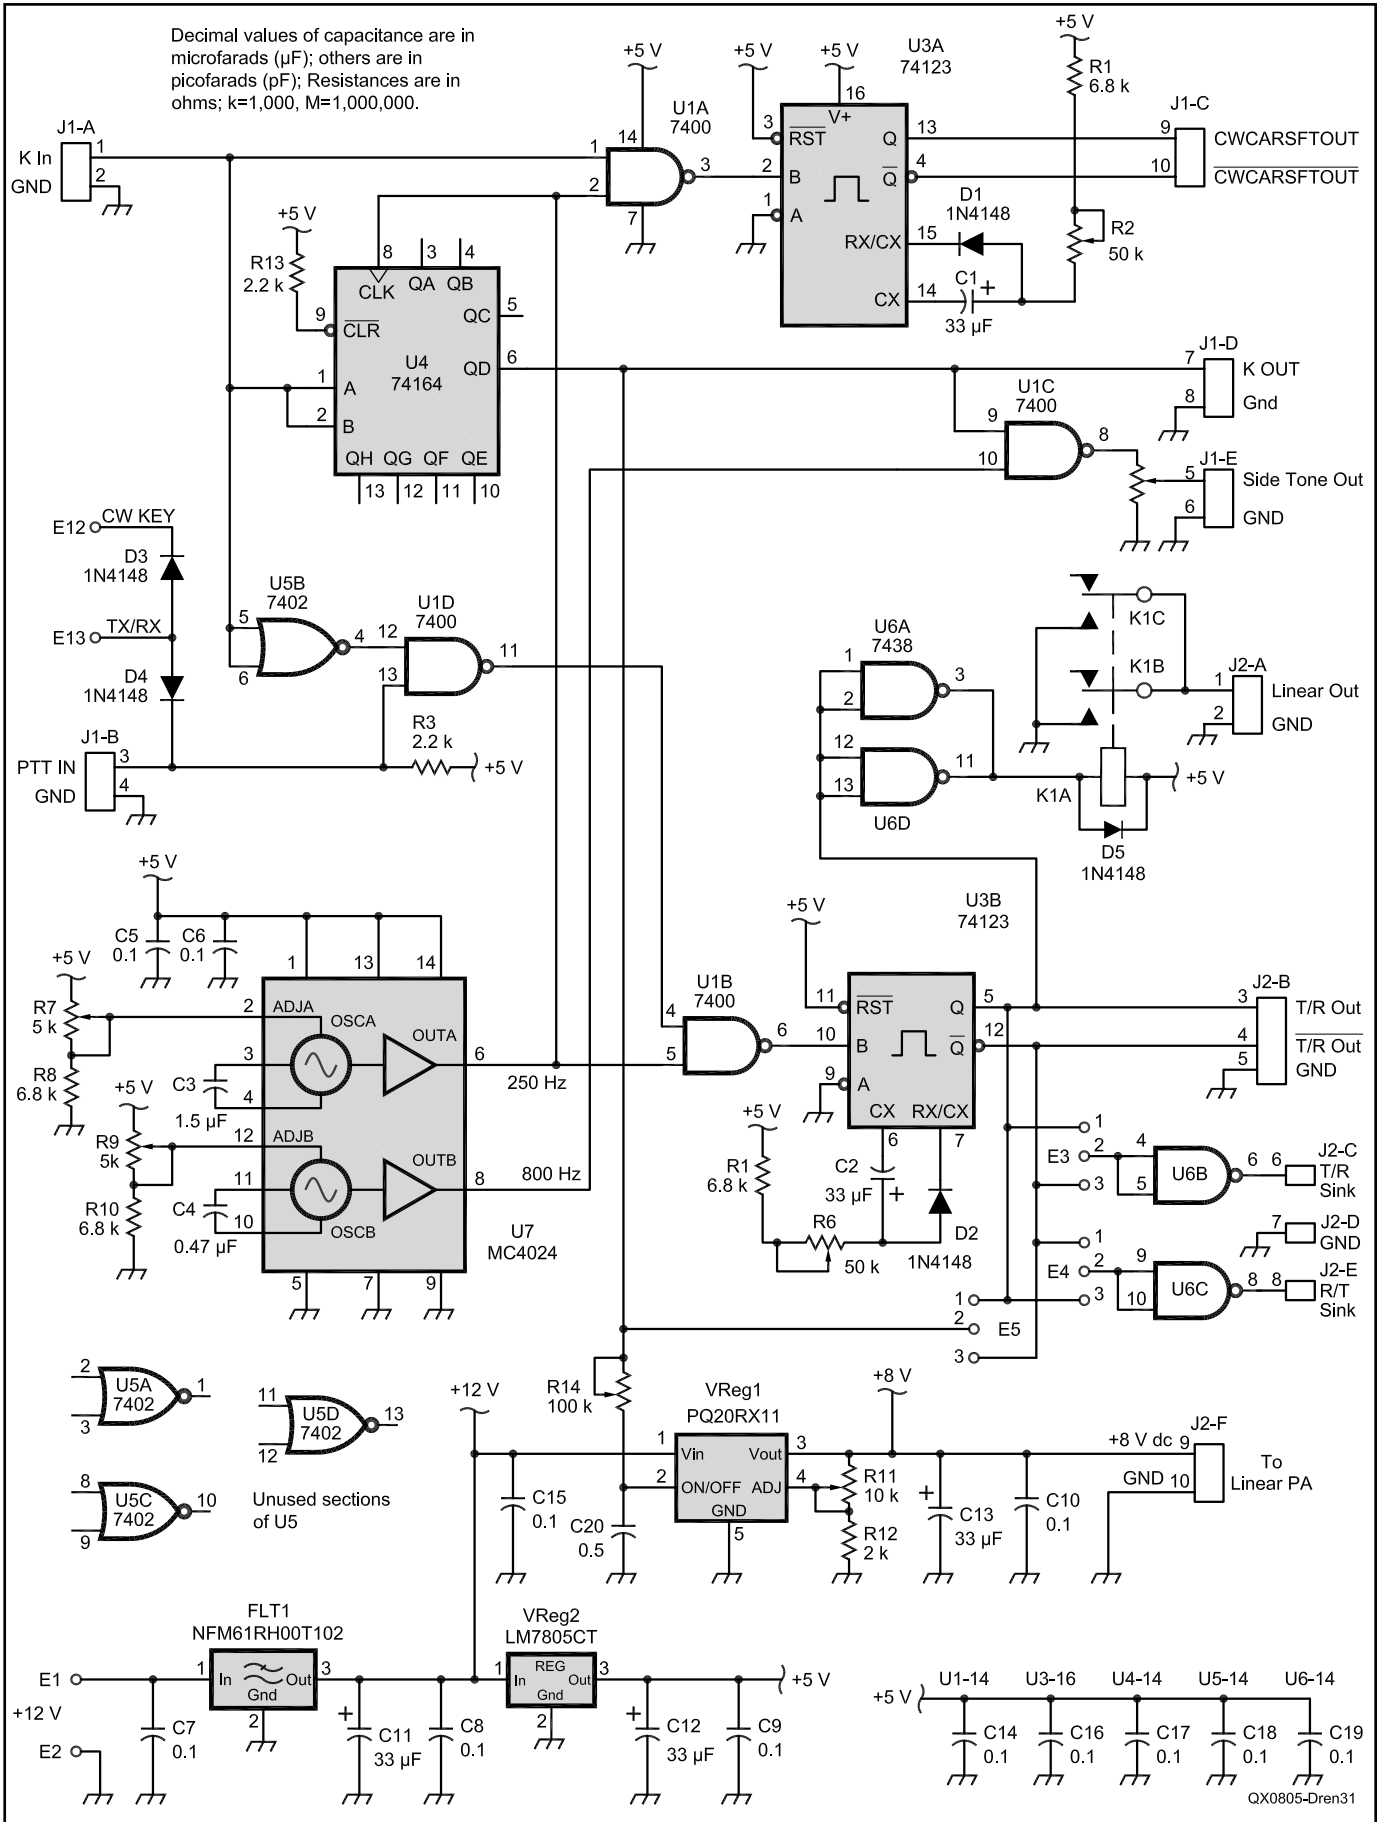 Decimal values of capacitance are in
microfarads (µF); others are in
picofarads (pF); Resistances are in
ohms; k=1,000, M=1,000,000.
+5 V
+5 V
+5 V
+5 V
U3A
74123
R1
6.8 k
J1-C
U1A
7400
J1-A
K In
GND
1
2
14
1
2
3
7
16
V+
3
RST
2
B
1
A
Q
13
Q
4
RX/CX
15
CX
14
9
CWCARSFTOUT
10
CWCARSFTOUT
D1
1N4148
C1
+
33 µF
R2
50 k
+5 V
R13
2.2 k
8
3
4
CLK
QA
QB
5
QC
9
CLR
U4
74164
6
QD
1
A
2
B
QH
QG
QF
QE
13
12
11
10
J1-D
7
K OUT
8
Gnd
U1C
7400
9
10
8
J1-E
5
Side Tone Out
6
GND
E12
CW KEY
D3
1N4148
E13
TX/RX
D4
1N4148
U5B
7402
5
6
4
U1D
7400
12
13
11
R3
2.2 k
+5 V
J1-B
PTT IN
3
GND
4
U6A
7438
1
2
3
12
13
11
U6D
K1C
K1B
J2-A
1
Linear Out
2
GND
K1A
+5 V
D5
1N4148
+5 V
C5
0.1
C6
0.1
1
13
14
+5 V
R7
5 k
R8
6.8 k
2
ADJA
OSCA
OUTA
3
4
6
250 Hz
C3
1.5 µF
+5 V
R9
5k
R10
6.8 k
12
ADJB
11
10
OSCB
OUTB
8
800 Hz
C4
0.47 µF
U7
MC4024
5
7
9
U1B
7400
4
5
6
+5 V
U3B
74123
11
RST
10
B
9
A
Q
5
Q
12
CX
RX/CX
6
7
J2-B
3
T/R Out
4
T/R Out
5
GND
+5 V
R1
6.8 k
C2
33 µF
+
R6
50 k
D2
1N4148
1
E3
2
3
4
5
U6B
6
6
J2-C
T/R
Sink
7
J2-D
GND
1
E4
2
3
9
10
U6C
8
8
J2-E
R/T
Sink
1
2
E5
3
2
U5A
7402
3
1
11
U5D
7402
12
13
8
U5C
7402
9
10
Unused sections
of U5
+12 V
R14
100 k
VReg1
PQ20RX11
+8 V
1
Vin
Vout
3
2
ON/OFF
ADJ
4
GND
5
C15
0.1
C20
0.5
R11
10 k
R12
2 k
+
C13
33 µF
C10
0.1
J2-F
+8 V dc
9
GND
10
To
Linear PA
FLT1
NFM61RH00T102
VReg2
LM7805CT
E1
1
In
Out
3
Gnd
2
+12 V
E2
C7
0.1
+
C11
33 µF
C8
0.1
1
REG
In
Out
Gnd
3
2
+
C12
33 µF
C9
0.1
+5 V
+5 V
U1-14
U3-16
U4-14
U5-14
U6-14
C14
0.1
C16
0.1
C17
0.1
C18
0.1
C19
0.1
QX0805-Dren31